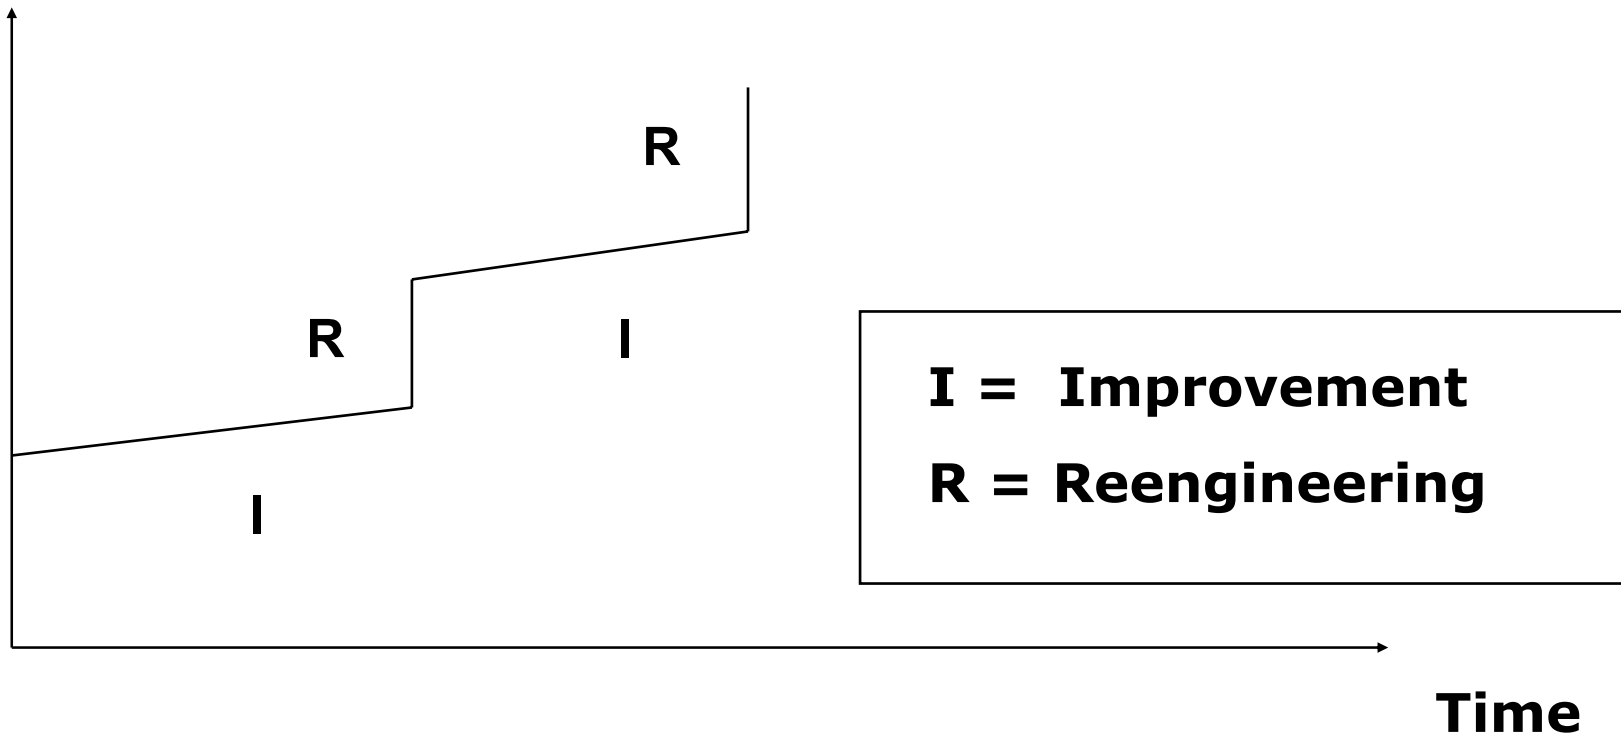 R
R
I
I = Improvement
R = Reengineering
I
Time